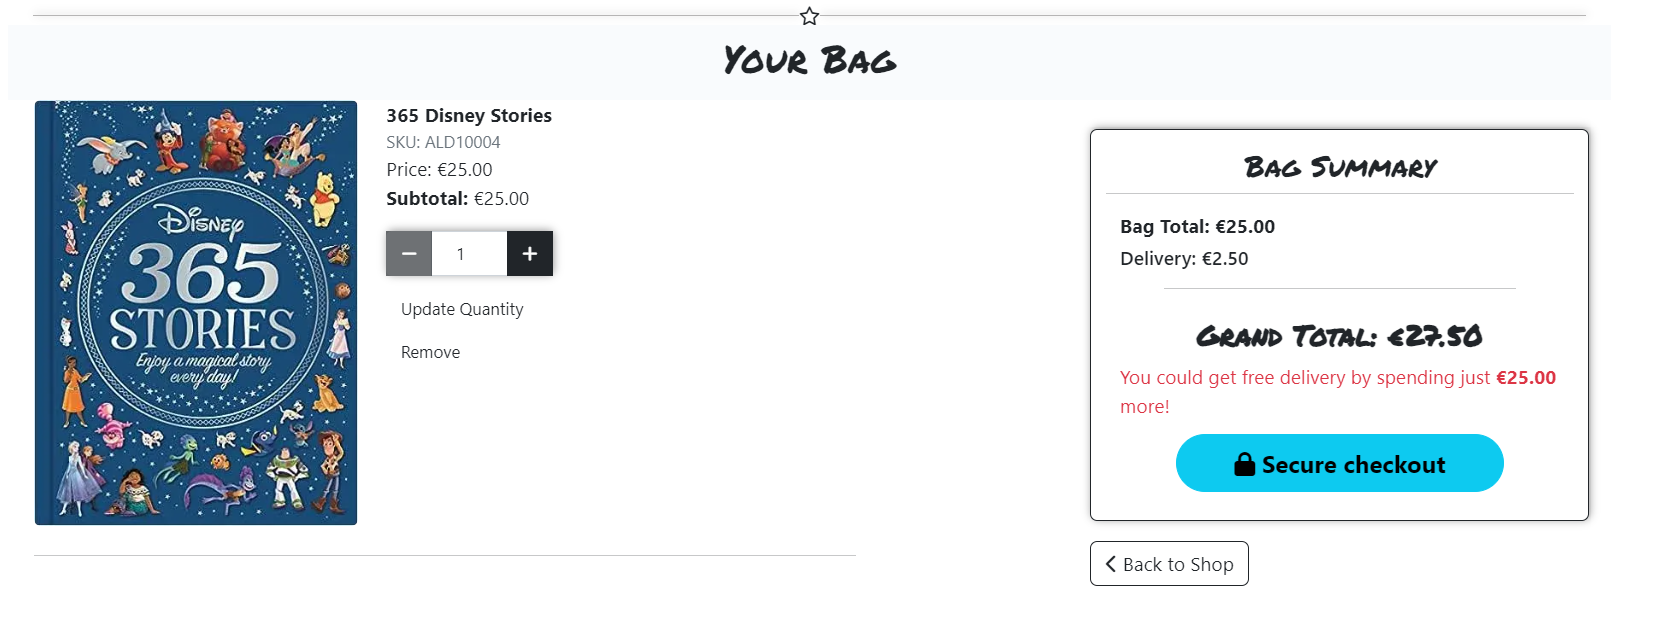 Your Bag
Disney
365
STORIES
Enjoy a magical story
every day!
365 Disney Stories
SKU: ALD10004
Price: €25.00
Subtotal: €25.00
1
Update Quantity
Remove
Bag Summary
Bag Total: €25.00
Delivery: €2.50
Grand Total: €27.50
You could get free delivery by spending just €25.00
more!
Secure checkout
Back to Shop